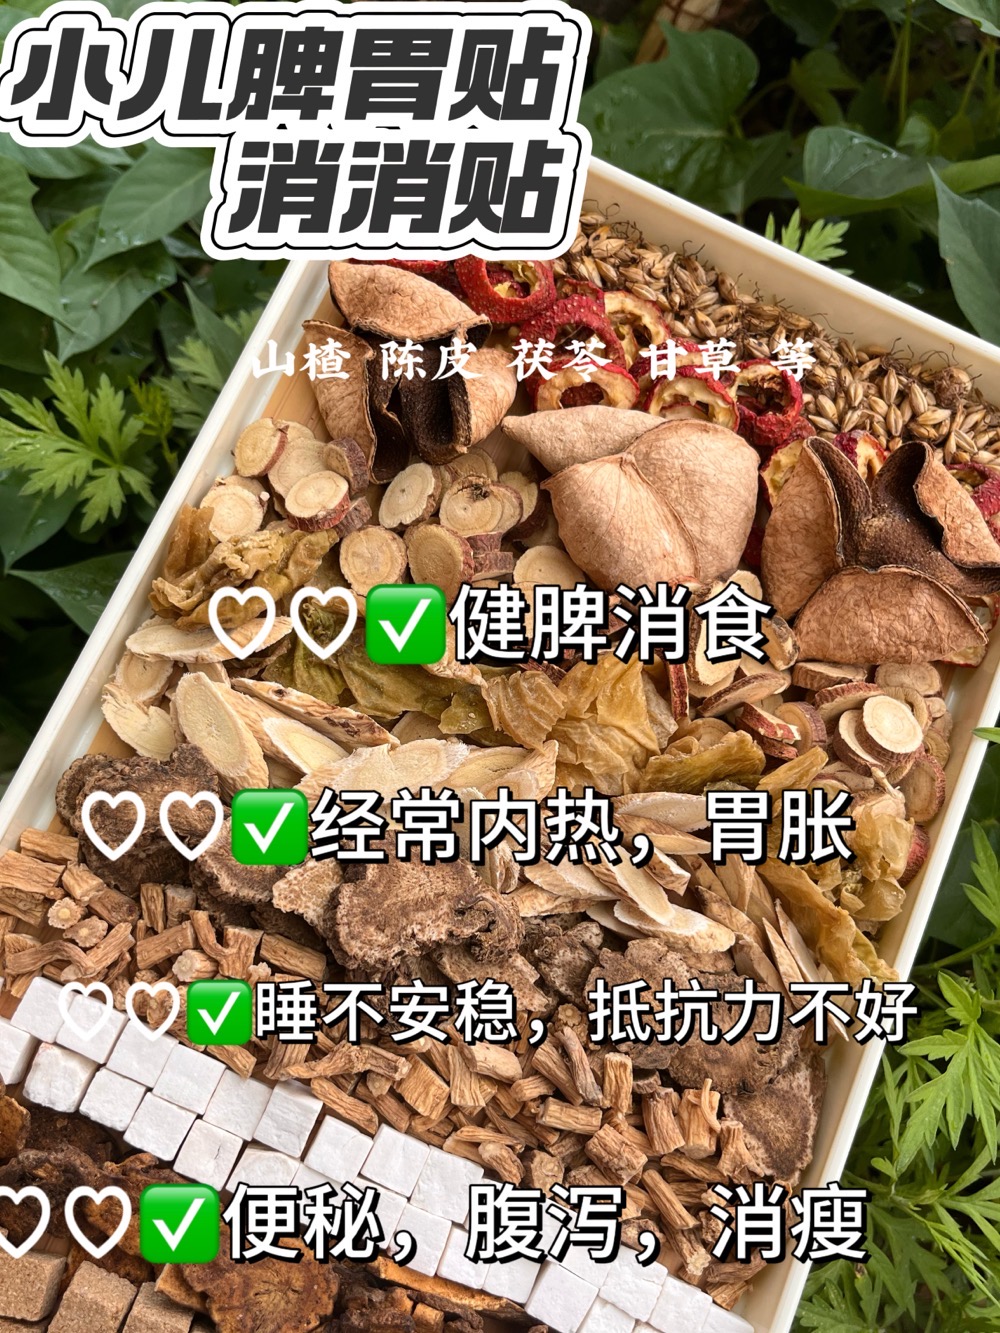 小儿脾胃贴
消消贴
山楂 陈皮 茯苓 甘草 等
♡♡✅健脾消食
♡♡✅经常内热，胃胀
♡♡✅睡不安稳，抵抗力不好
♡♡✅便秘，腹泻，消瘦